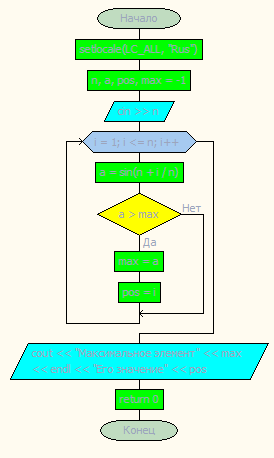 Начало
setlocale(LC_ALL, "Rus")
n, a, pos, max = -1
cin >> n
i = 1; i <= n; i++
a = sin(n + i / n)
a > max
Нет
Да
max = a
pos = i
cout << "Максимальное элемент" << max
<< endl << "Его значение" << pos
return 0
Конец